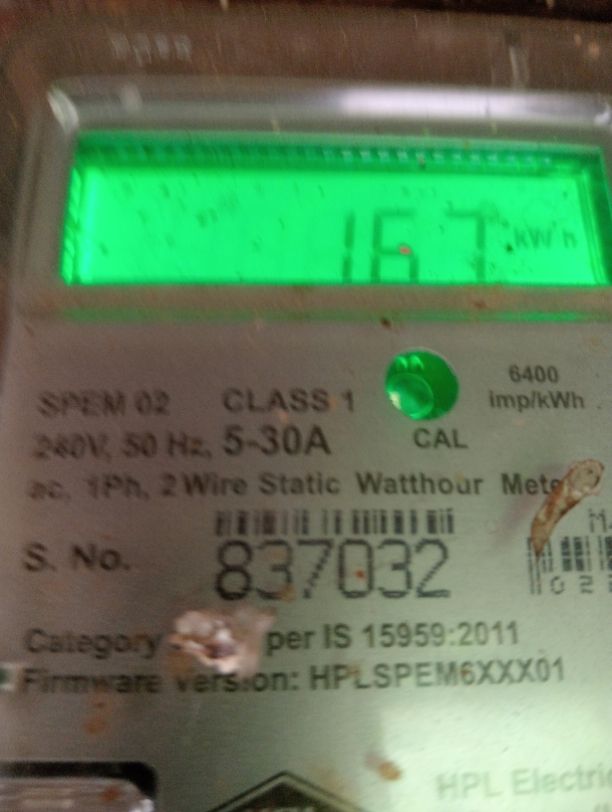 167 kWh
SPEM 02 CLASS 1
6400
imp/kWh
240V, 50 Hz, 5-30A
CAL
ac, 1Ph, 2 Wire Static Watthour Mete
S. No.
837032
Category per IS 15959:2011
Firmware Version: HPLSPEM6XXX01
HPL Electric